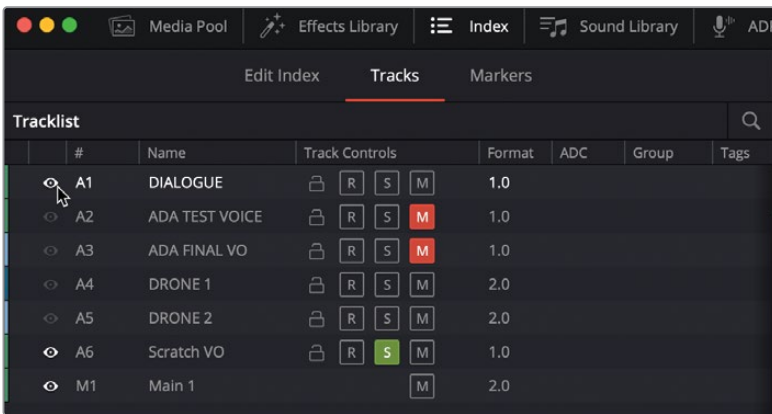 Media Pool Effects Library Index Sound Library AD
Edit Index Tracks Markers
Tracklist
# Name Track Controls Format ADC Group Tags
A1 DIALOGUE R S M 1.0
A2 ADA TEST VOICE R S M 1.0
A3 ADA FINAL VO R S M 1.0
A4 DRONE 1 R S M 2.0
A5 DRONE 2 R S M 2.0
A6 Scratch VO R S M 1.0
M1 Main 1 M 2.0